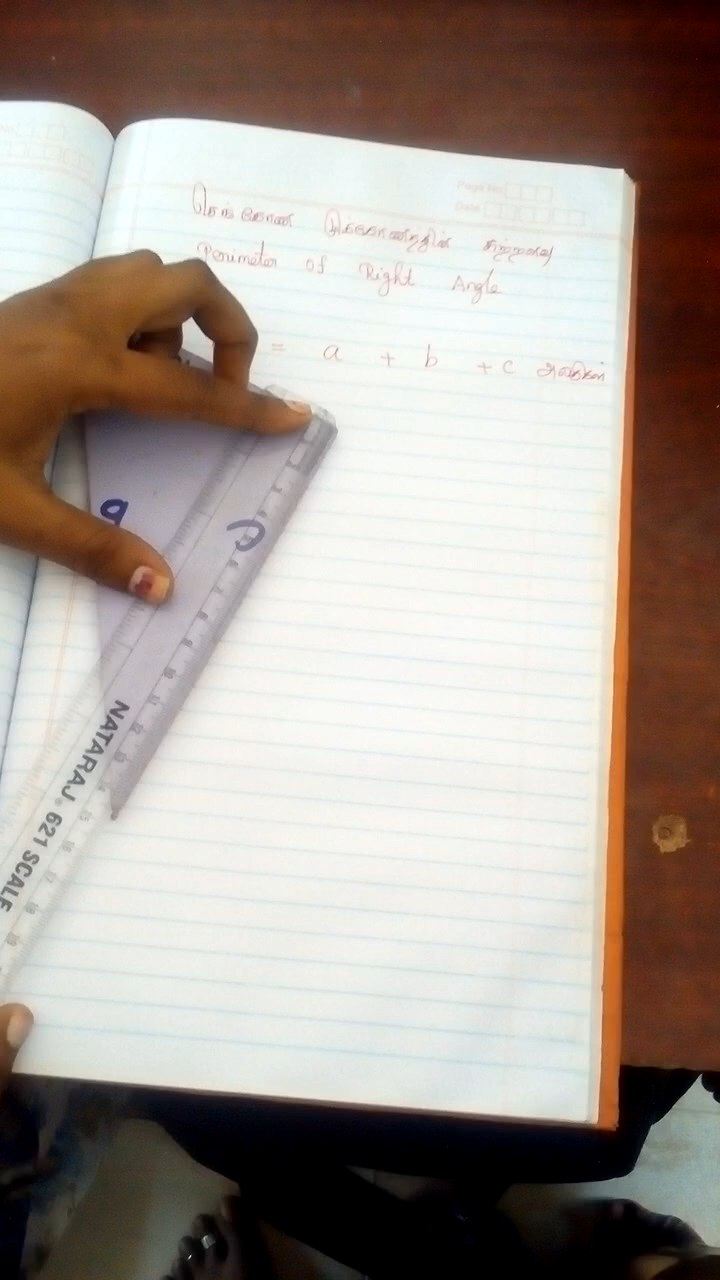 செங்கோண முக்கோணத்தின் சுற்றளவு
Perimeter of Right Angle
= a + b + c அலகுகள்
a
c
NATARAJ. 621 SCALE
Page No.
Date